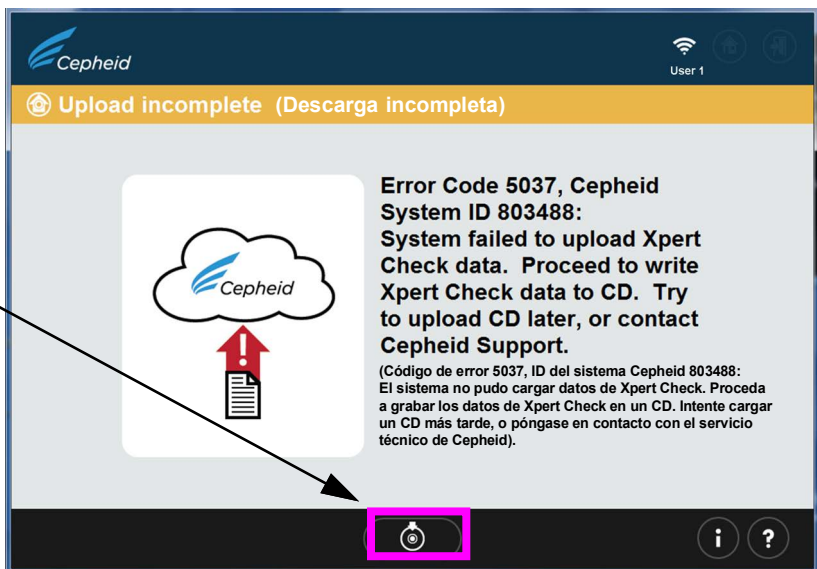 Cepheid
User 1
Upload incomplete (Descarga incompleta)
Cepheid
Error Code 5037, Cepheid
System ID 803488:
System failed to upload Xpert
Check data.  Proceed to write
Xpert Check data to CD.  Try
to upload CD later, or contact
Cepheid Support.
(Código de error 5037, ID del sistema Cepheid 803488:
El sistema no pudo cargar datos de Xpert Check. Proceda
a grabar los datos de Xpert Check en un CD. Intente cargar
un CD más tarde, o póngase en contacto con el servicio
técnico de Cepheid).
i ?